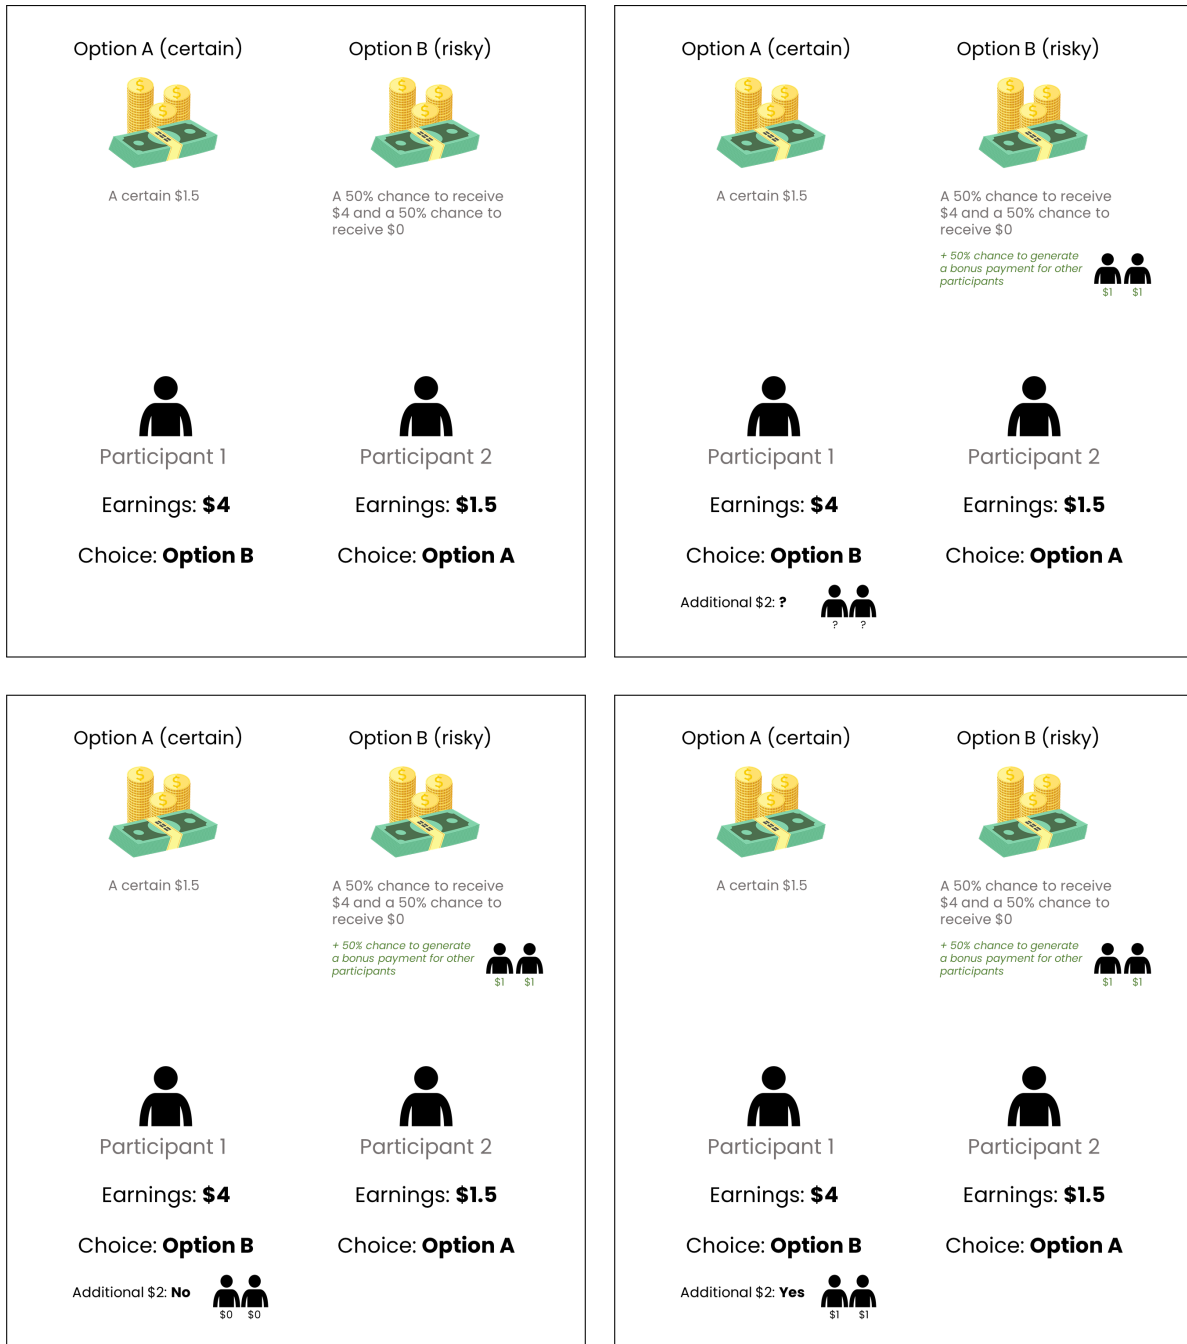 Option A (certain)
Option B (risky)
A certain $1.5
A 50% chance to receive
$4 and a 50% chance to
receive $0
Participant 1
Participant 2
Earnings: $4
Earnings: $1.5
Choice: Option B
Choice: Option A
Option A (certain)
Option B (risky)
A certain $1.5
A 50% chance to receive
$4 and a 50% chance to
receive $0
+ 50% chance to generate
a bonus payment for other
participants
$1 $1
Participant 1
Participant 2
Earnings: $4
Earnings: $1.5
Choice: Option B
Choice: Option A
Additional $2: ?
? ?
Option A (certain)
Option B (risky)
A certain $1.5
A 50% chance to receive
$4 and a 50% chance to
receive $0
+ 50% chance to generate
a bonus payment for other
participants
$1 $1
Participant 1
Participant 2
Earnings: $4
Earnings: $1.5
Choice: Option B
Choice: Option A
Additional $2: No
$0 $0
Option A (certain)
Option B (risky)
A certain $1.5
A 50% chance to receive
$4 and a 50% chance to
receive $0
+ 50% chance to generate
a bonus payment for other
participants
$1 $1
Participant 1
Participant 2
Earnings: $4
Earnings: $1.5
Choice: Option B
Choice: Option A
Additional $2: Yes
$1 $1